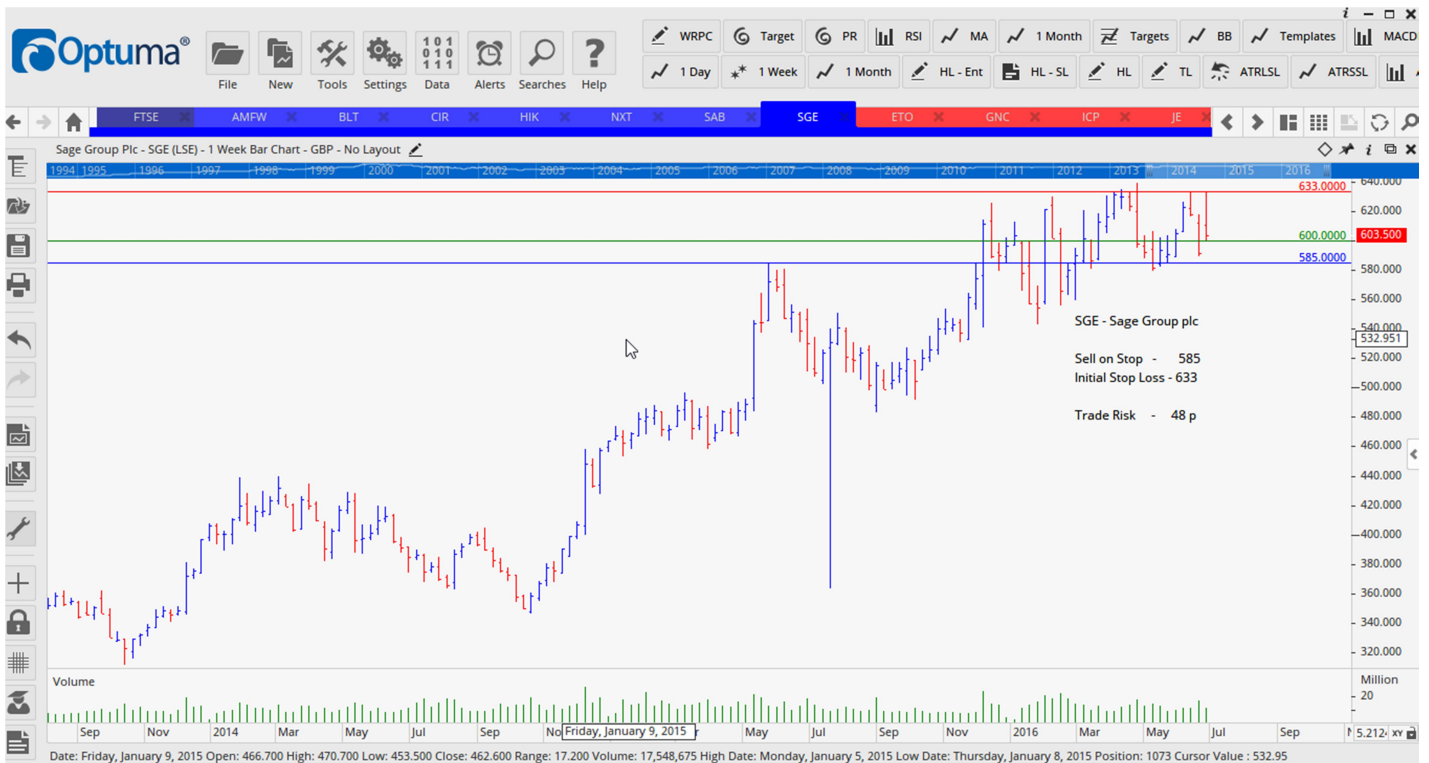 Optuma®
File New Tools Settings Data Alerts Searches Help
WRPC Target PR RSI MA 1 Month Targets BB Templates MACD
1 Day 1 Week 1 Month HL - Ent HL - SL HL TL ATRLSL ATRSSL
FTSE AMFW BLT CIR HIK NXT SAB SGE ETO GNC ICP JE
Sage Group Plc - SGE (LSE) - 1 Week Bar Chart - GBP - No Layout
1994 1995 1996 1997 1998 1999 2000 2001 2002 2003 2004 2005 2006 2007 2008 2009 2010 2011 2012 2013 2014 2015 2016
640.000
633.0000
620.000
600.0000
603.500
585.0000
580.000
560.000
SGE - Sage Group plc
540.000
532.951
Sell on Stop - 585
520.000
Initial Stop Loss - 633
500.000
Trade Risk - 48 p
480.000
460.000
440.000
420.000
400.000
380.000
360.000
340.000
320.000
Volume
Million
20
Sep Nov 2014 Mar May Jul Sep No Friday, January 9, 2015 r May Jul Sep Nov 2016 Mar May Jul Sep 5.212 XY
Date: Friday, January 9, 2015 Open: 466.700 High: 470.700 Low: 453.500 Close: 462.600 Range: 17.200 Volume: 17,548,675 High Date: Monday, January 5, 2015 Low Date: Thursday, January 8, 2015 Position: 1073 Cursor Value : 532.95